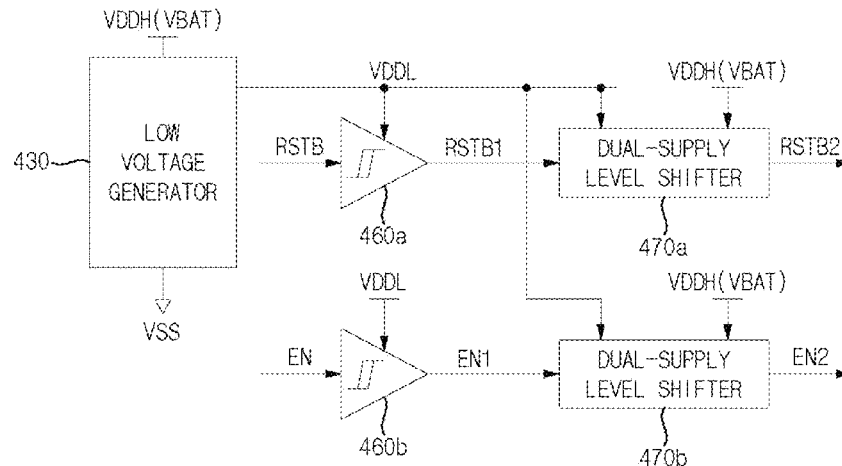 VDDH(VBAT)
VDDL
VDDH(VBAT)
LOW
VOLTAGE
GENERATOR
430
RSTB
RSTB1
DUAL-SUPPLY
LEVEL SHIFTER
RSTB2
460a
470a
VDDL
VDDH(VBAT)
VSS
EN
EN1
DUAL-SUPPLY
LEVEL SHIFTER
EN2
460b
470b